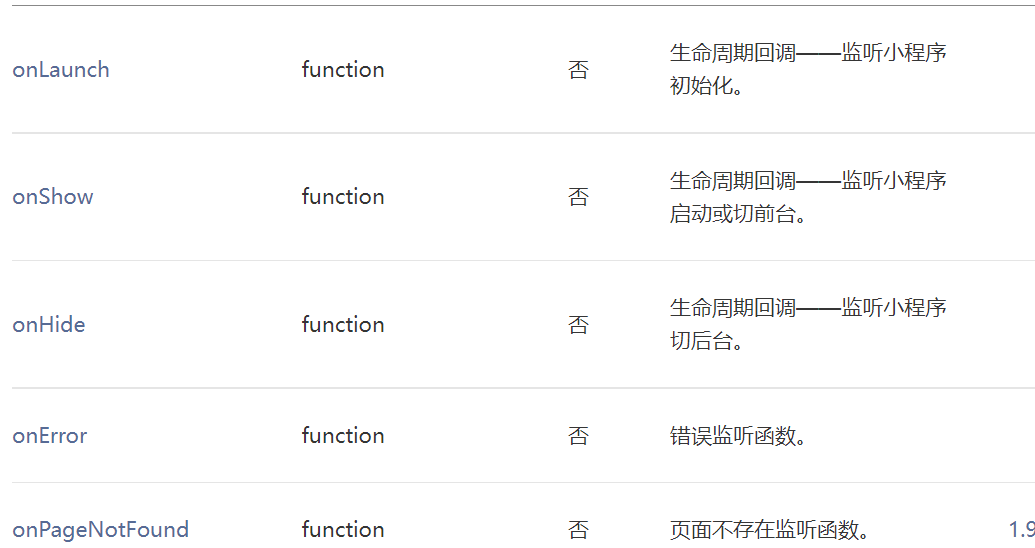 onLaunch function 否 生命周期回调——监听小程序
初始化。
onShow function 否 生命周期回调——监听小程序
启动或切前台。
onHide function 否 生命周期回调——监听小程序
切后台。
onError function 否 错误监听函数。
onPageNotFound function 否 页面不存在监听函数。 1.9